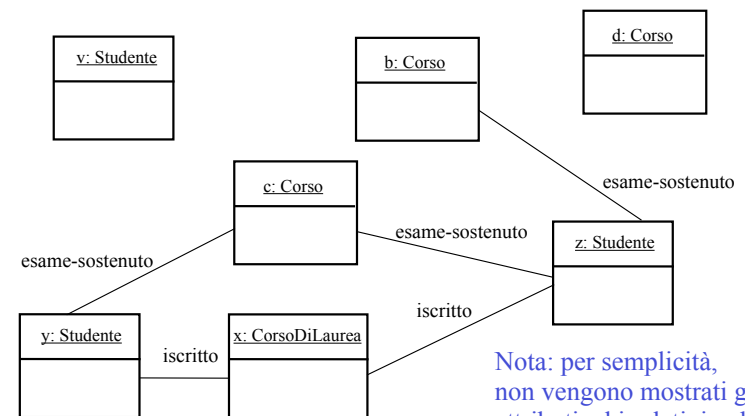 d: Corso
v: Studente
b: Corso
esame-sostenuto
c: Corso
esame-sostenuto
z: Studente
esame-sostenuto
iscritto
y: Studente
iscritto
x: CorsoDiLaurea
Nota: per semplicità,
non vengono mostrati